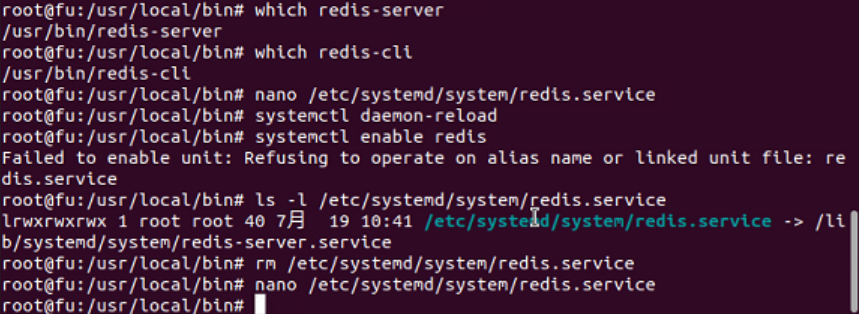 root@fu:/usr/local/bin# which redis-server
/usr/bin/redis-server
root@fu:/usr/local/bin# which redis-cli
/usr/bin/redis-cli
root@fu:/usr/local/bin# nano /etc/systemd/system/redis.service
root@fu:/usr/local/bin# systemctl daemon-reload
root@fu:/usr/local/bin# systemctl enable redis
Failed to enable unit: Refusing to operate on alias name or linked unit file: re
dis.service
root@fu:/usr/local/bin# ls -l /etc/systemd/system/redis.service
lrwxrwxrwx 1 root root 40 7月  19 10:41 /etc/systemd/system/redis.service -> /li
b/systemd/system/redis-server.service
root@fu:/usr/local/bin# rm /etc/systemd/system/redis.service
root@fu:/usr/local/bin# nano /etc/systemd/system/redis.service
root@fu:/usr/local/bin#